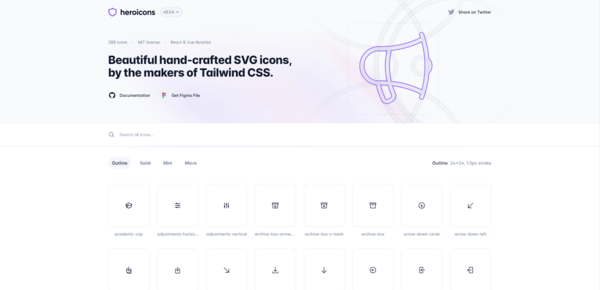 heroicons
Share on Twitter
288 icons
MIT license
React & Vue libraries
Beautiful hand-crafted SVG icons,
by the makers of Tailwind CSS.
Documentation
Get Figma File
Search all icons...
Outline Solid Mini Micro
Outline 24×24, 1.5px stroke
academic-cap adjustments-horizo... adjustments-vertical archive-box-arrow... archive-box-x-mark archive-box arrow-down-circle arrow-down-left